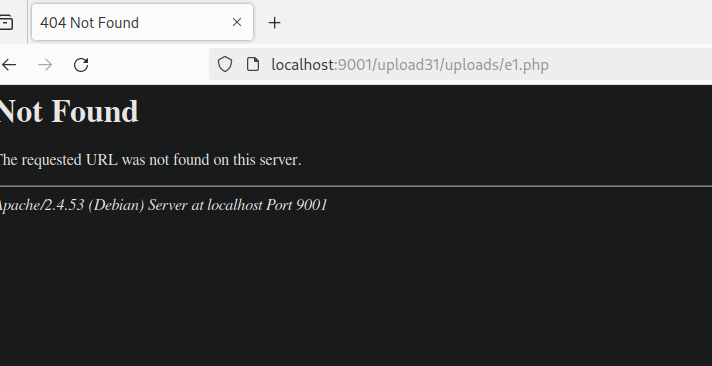 404 Not Found
localhost:9001/upload31/uploads/e1.php
Not Found
The requested URL was not found on this server.
Apache/2.4.53 (Debian) Server at localhost Port 9001